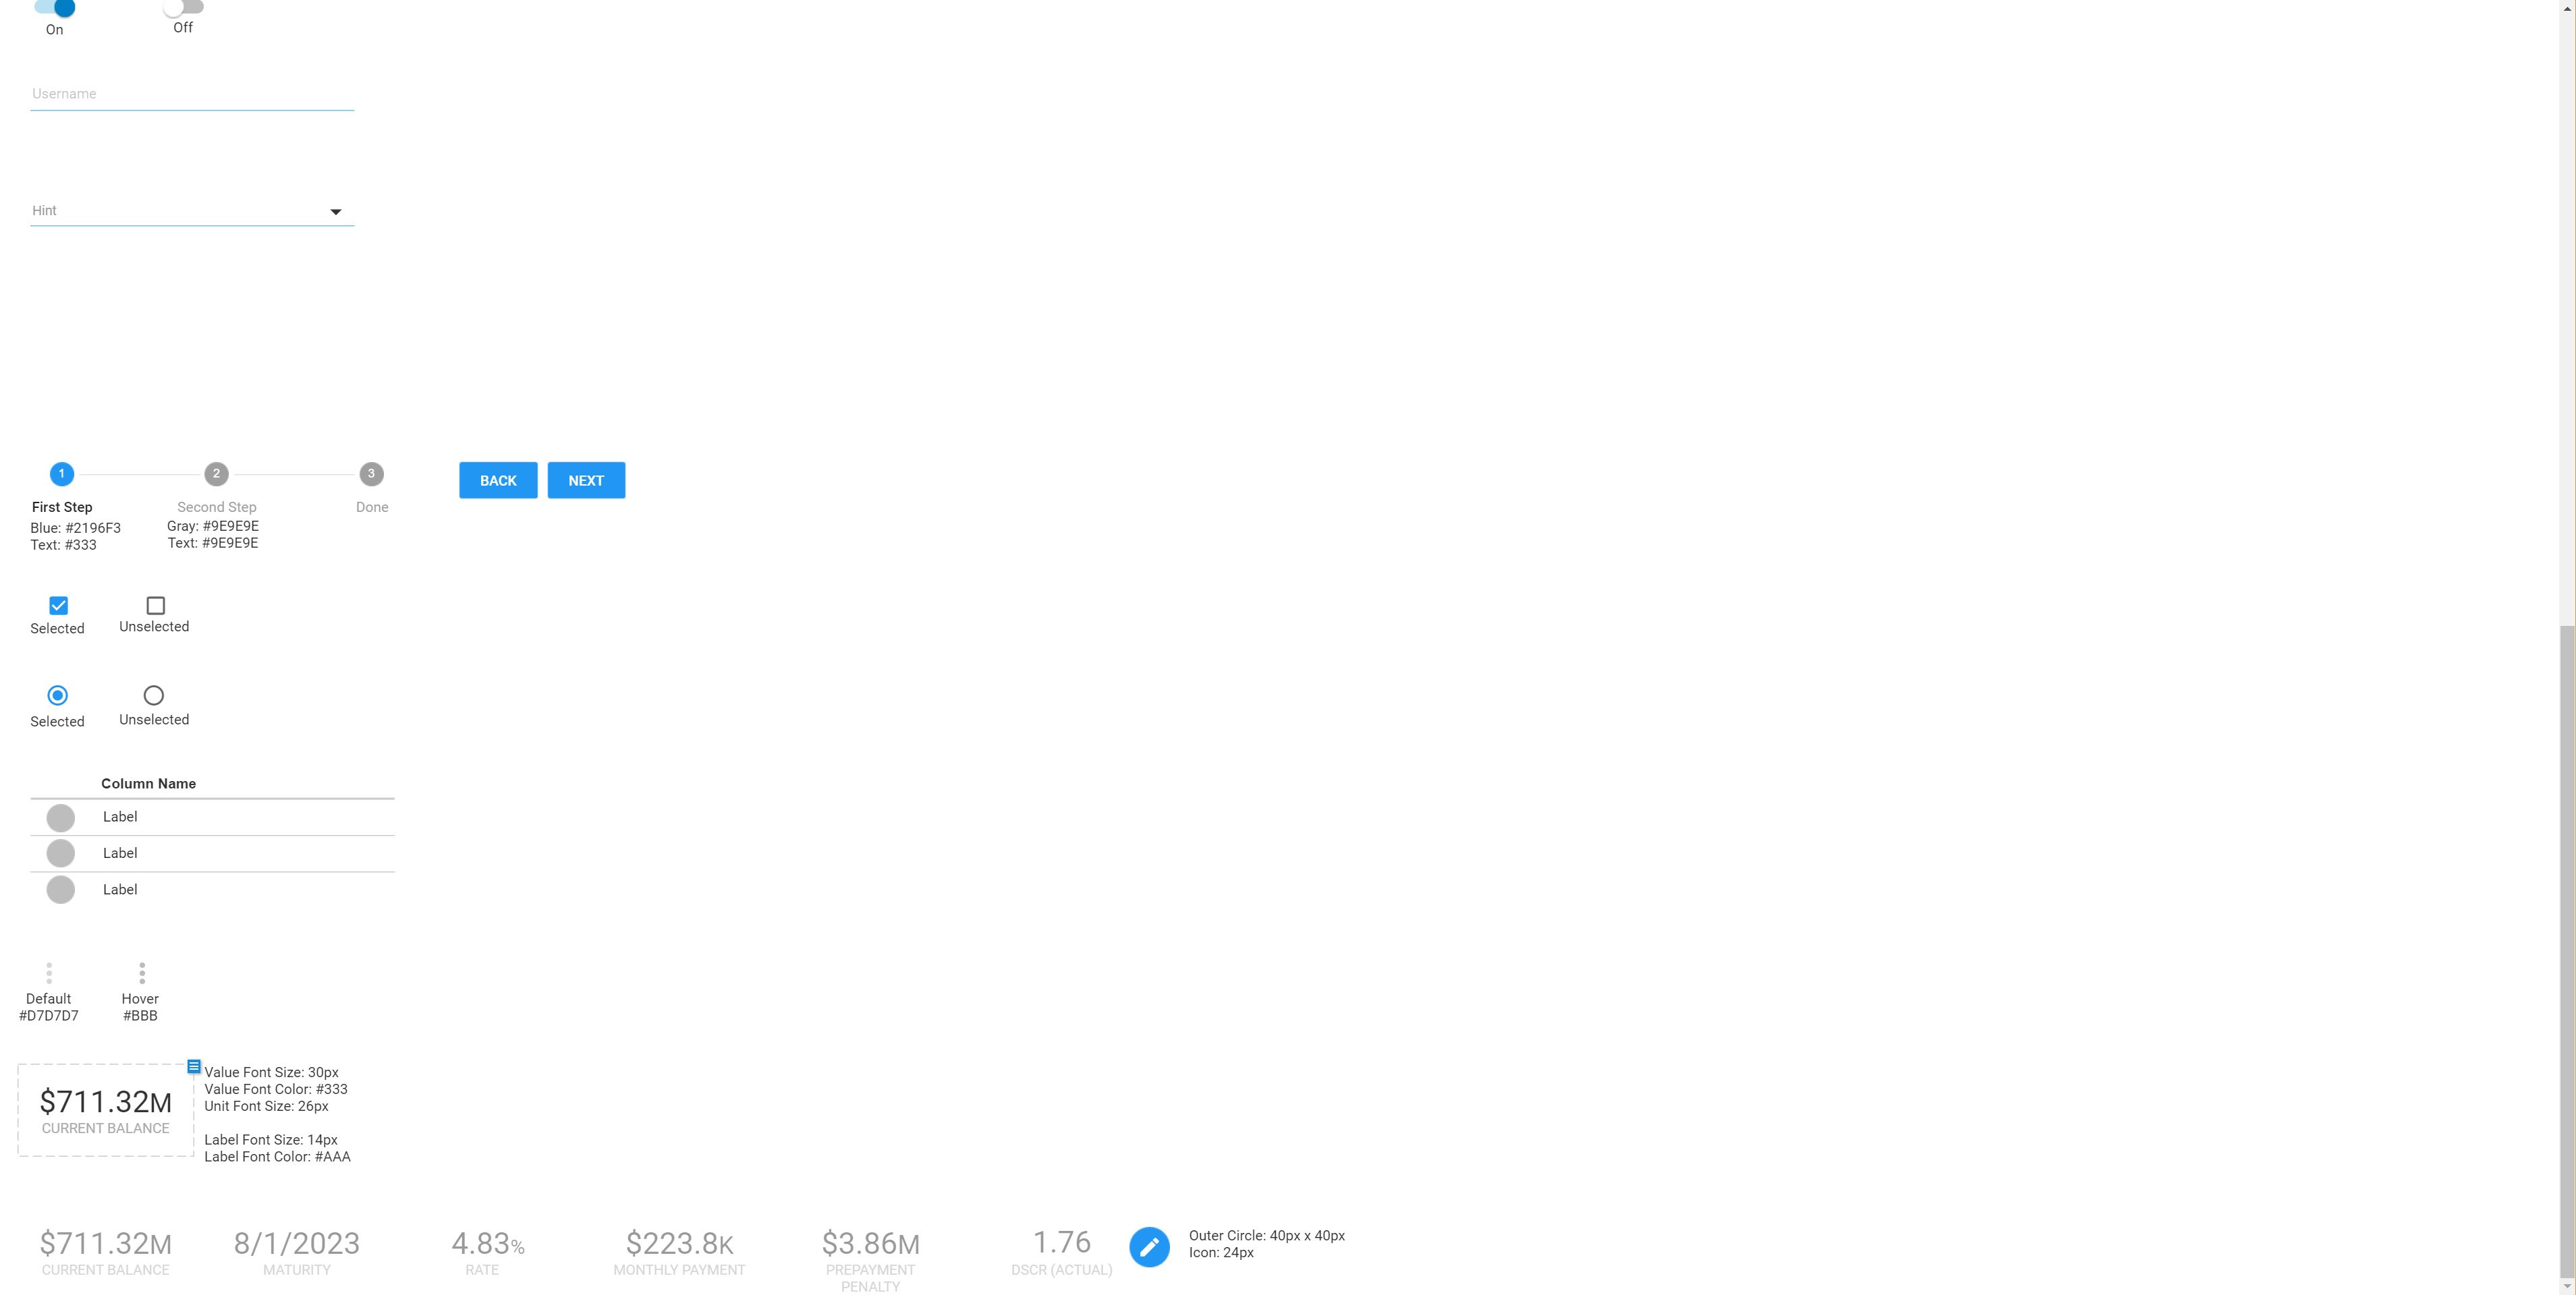 On
Off
Username
Hint
1
2
3
BACK
NEXT
First Step
Second Step
Done
Blue: #2196F3
Text: #333
Gray: #9E9E9E
Text: #9E9E9E
Selected
Unselected
Selected
Unselected
Column Name
Label
Label
Label
Default
#D7D7D7
Hover
#BBB
$711.32M
CURRENT BALANCE
Value Font Size: 30px
Value Font Color: #333
Unit Font Size: 26px
Label Font Size: 14px
Label Font Color: #AAA
$711.32M
CURRENT BALANCE
8/1/2023
MATURITY
4.83%
RATE
$223.8K
MONTHLY PAYMENT
$3.86M
PREPAYMENT
PENALTY
1.76
DSCR (ACTUAL)
Outer Circle: 40px x 40px
Icon: 24px